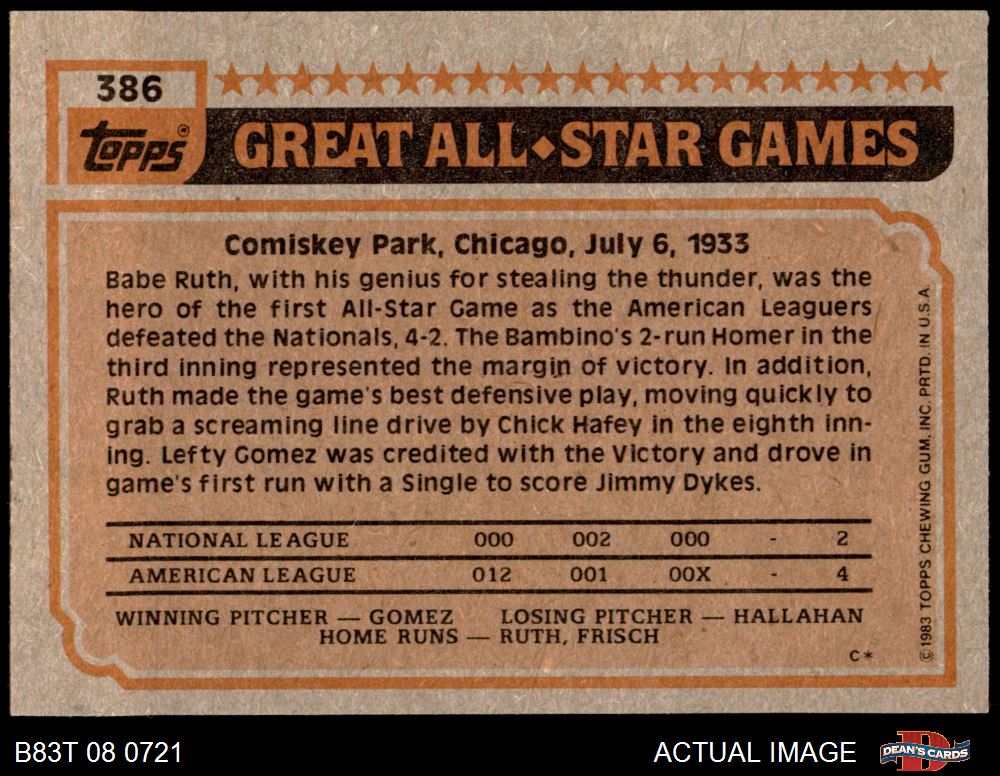 386
topps®
GREAT ALL◆STAR GAMES
Comiskey Park, Chicago, July 6, 1933
Babe Ruth, with his genius for stealing the thunder, was the
hero of the first All-Star Game as the American Leaguers
defeated the Nationals, 4-2. The Bambino's 2-run Homer in the
third inning represented the margin of victory. In addition,
Ruth made the game's best defensive play, moving quickly to
grab a screaming line drive by Chick Hafey in the eighth inn-
ing. Lefty Gomez was credited with the Victory and drove in
game's first run with a Single to score Jimmy Dykes.
NATIONAL LEAGUE 000 002 000 - 2
AMERICAN LEAGUE 012 001 00X - 4
WINNING PITCHER — GOMEZ LOSING PITCHER — HALLAHAN
HOME RUNS — RUTH, FRISCH
C*
©1983 TOPPS CHEWING GUM, INC. PRTD. IN U.S.A.
B83T 08 0721
ACTUAL IMAGE
D
DEAN'S CARDS